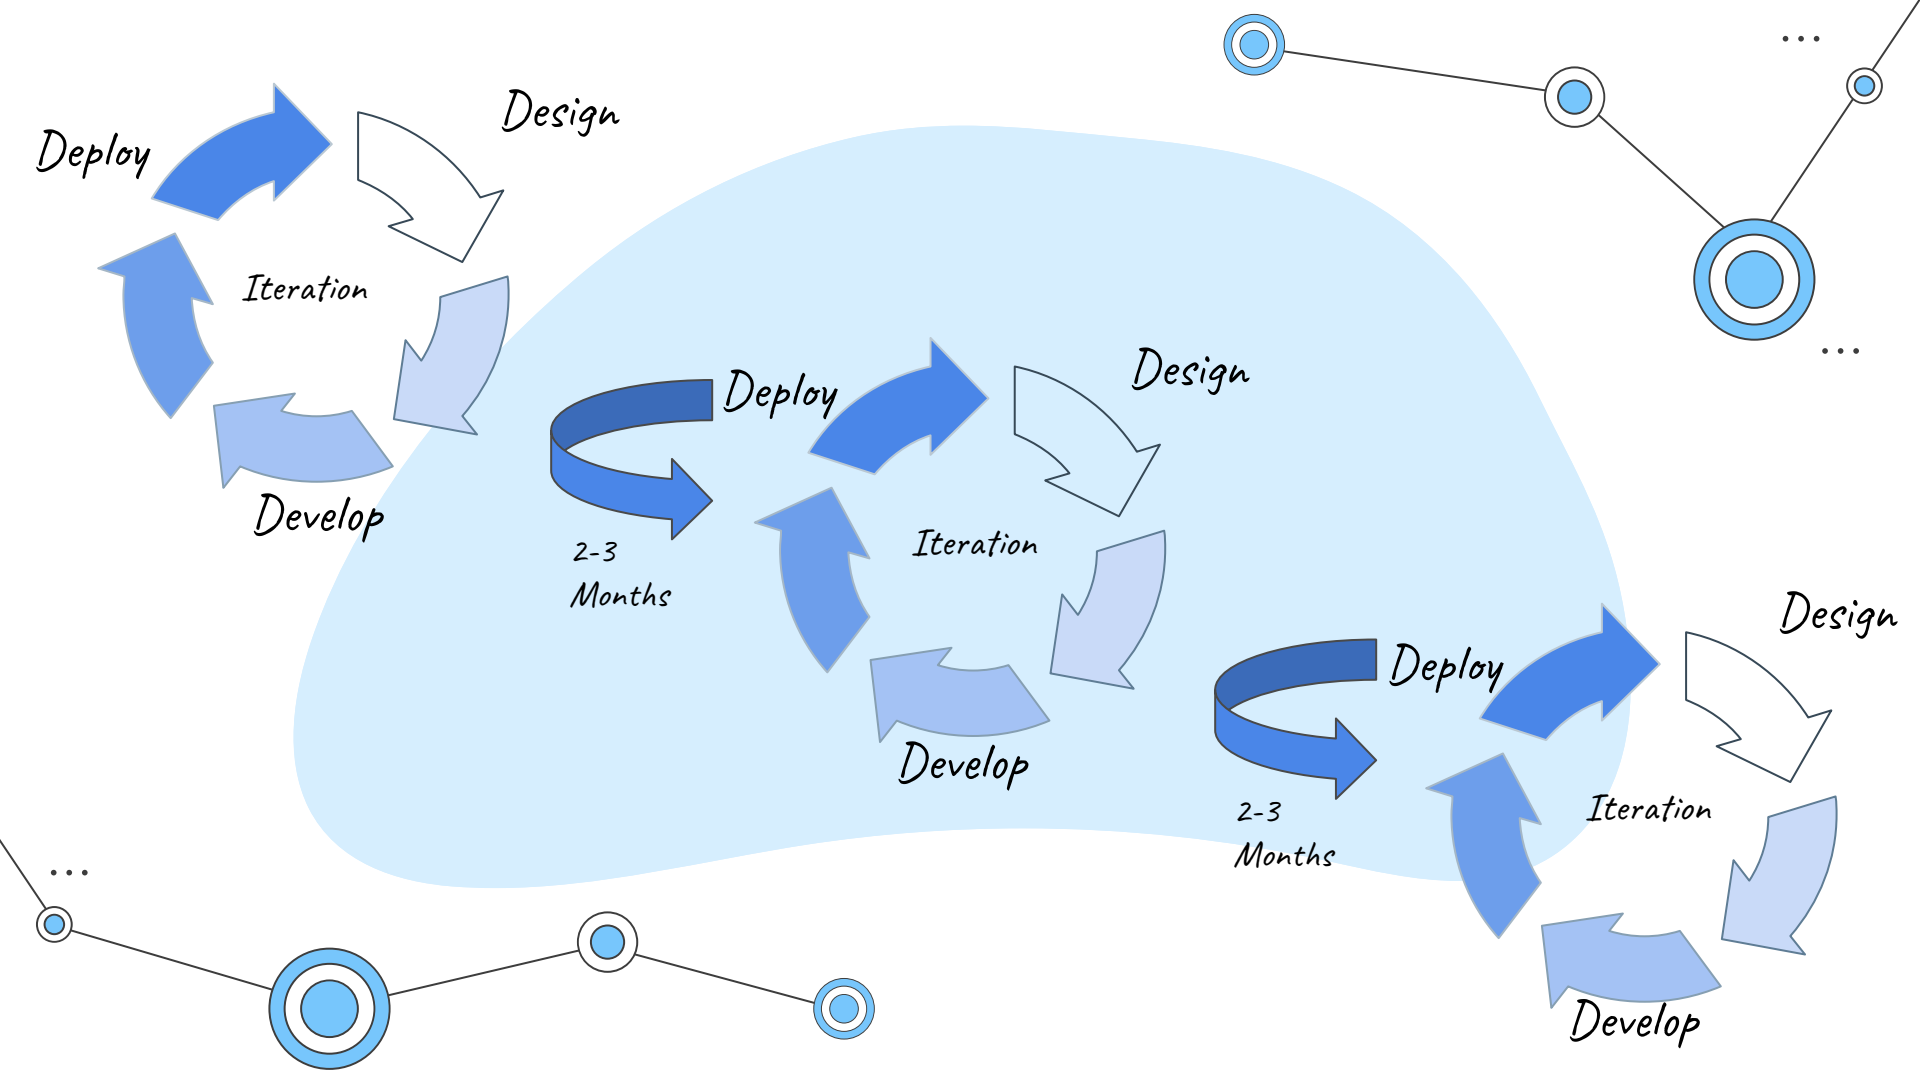 Deploy
Design
Iteration
Develop
2-3
Months
Deploy
Design
Iteration
Develop
2-3
Months
Deploy
Design
Iteration
Develop